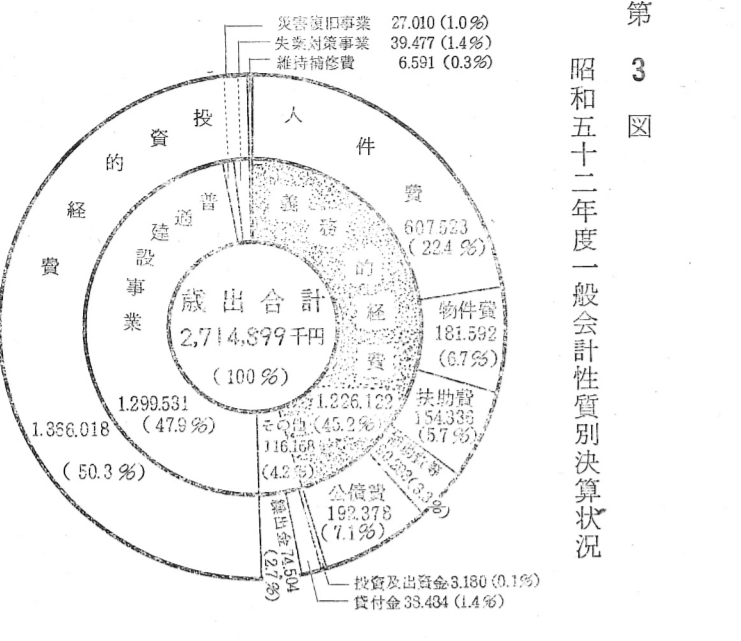 第3図
昭和五十二年度一般会計性質別決算状況
災害復旧事業 27.010 (1.0%)
失業対策事業 39.477 (1.4%)
維持補修費 6.591 (0.3%)
人件費
607.523
(22.4%)
物件費
181.592
(6.7%)
扶助費
154.336
(5.7%)
(3.3%)
公債費
192.378
(7.1%)
投資及出資金3.180 (0.1%)
貸付金38.484 (1.4%)
繰出金74.504
(2.7%)
投資的経費
1.366.018
(50.3%)
普通建設事業
1.299.531
(47.9%)
義務的経費
1.226.122
(45.2%)
その他
116.168
(4.2%)
歳出合計
2,714,899千円
(100%)